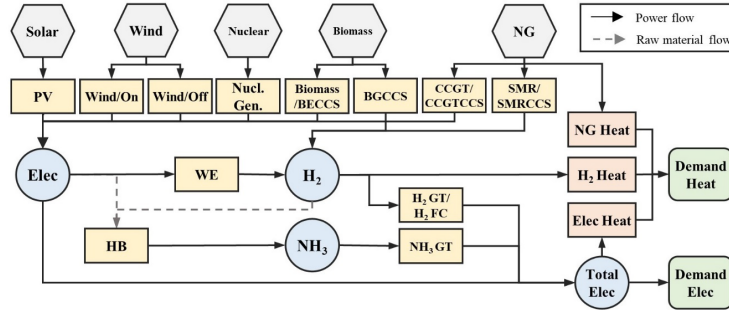 Solar
Wind
Nuclear
Biomass
NG
Power flow
Raw material flow
PV
Wind/On
Wind/Off
Nucl.
Gen.
Biomass
/BECCS
BGCCS
CCGT/
CCGTCCS
SMR/
SMRCCS
NG Heat
Elec
WE
H₂
H₂ Heat
Demand
Heat
H₂ GT/
H₂ FC
Elec Heat
HB
NH₃
NH₃ GT
Total
Elec
Demand
Elec